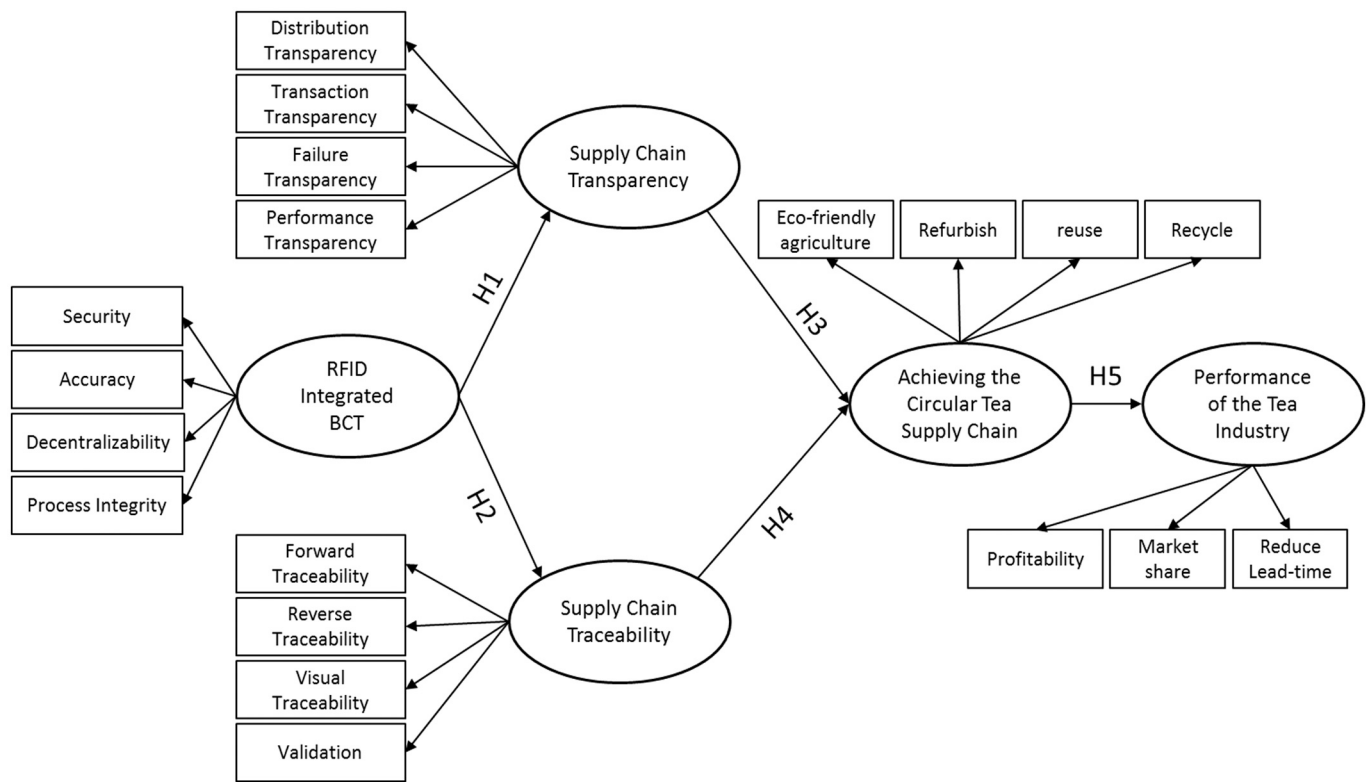 Distribution
Transparency
Transaction
Transparency
Failure
Transparency
Performance
Transparency
Supply Chain
Transparency
Eco-friendly
agriculture
Refurbish
reuse
Recycle
H1
H3
Security
Accuracy
Decentralizability
Process Integrity
RFID
Integrated
BCT
Achieving the
Circular Tea
Supply Chain
H5
Performance
of the Tea
Industry
H2
H4
Forward
Traceability
Reverse
Traceability
Visual
Traceability
Validation
Supply Chain
Traceability
Profitability
Market
share
Reduce
Lead-time